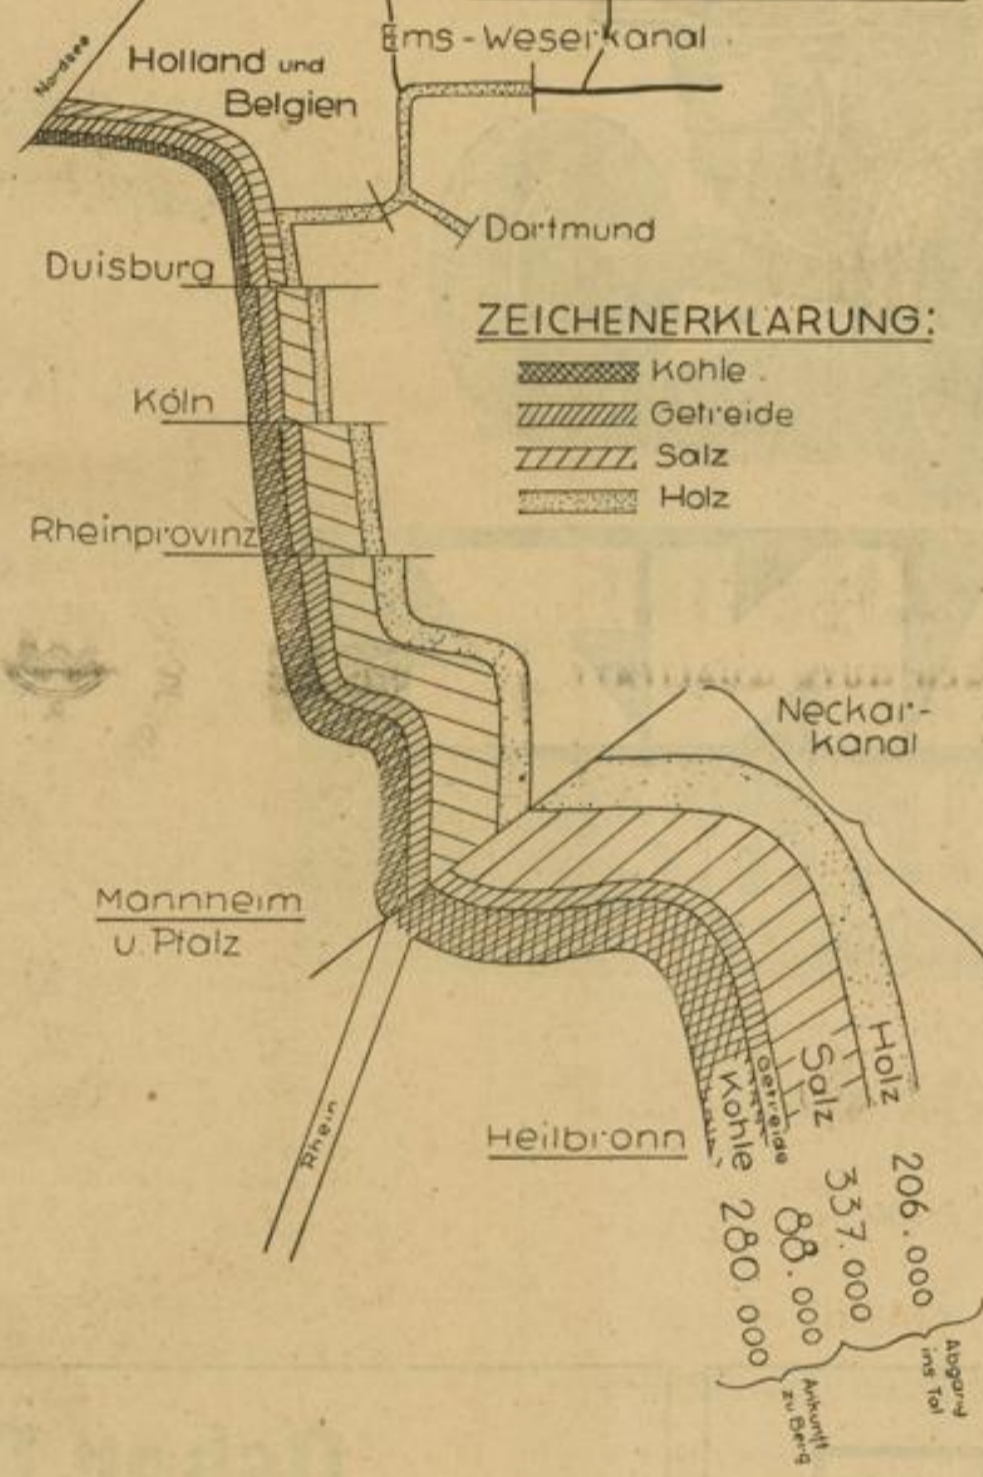 Nordsee
Holland und
Belgien
Ems-Weserkanal
Dortmund
Duisburg
ZEICHENERKLÄRUNG:
Kohle
Getreide
Salz
Holz
Köln
Rheinprovinz
Neckar-
kanal
Mannheim
u. Pfalz
Rhein
Heilbronn
Kohle
Getreide
Salz
Holz
280.000
88.000
337.000
206.000
Ankunft
zu Berg
Abgang
ins Tal